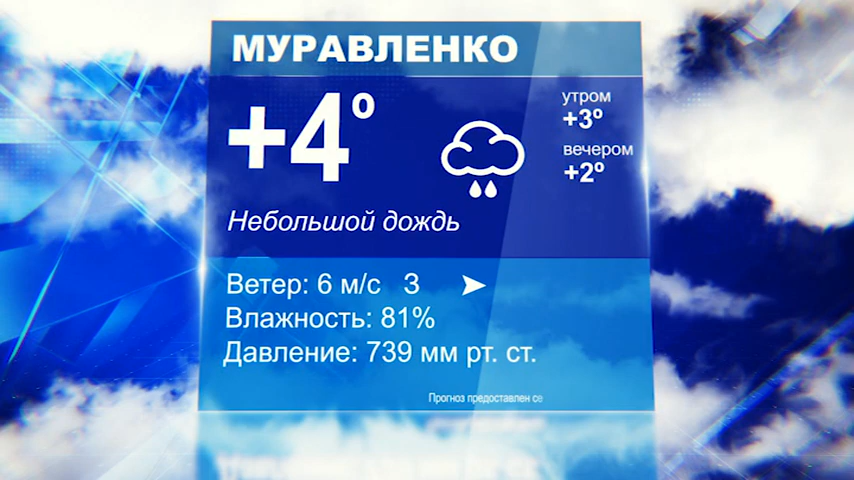 МУРАВЛЕНКО
+4°
утром
+3°
вечером
+2°
Небольшой дождь
Ветер: 6 м/с З
Влажность: 81%
Давление: 739 мм рт. ст.
Прогноз предоставлен се